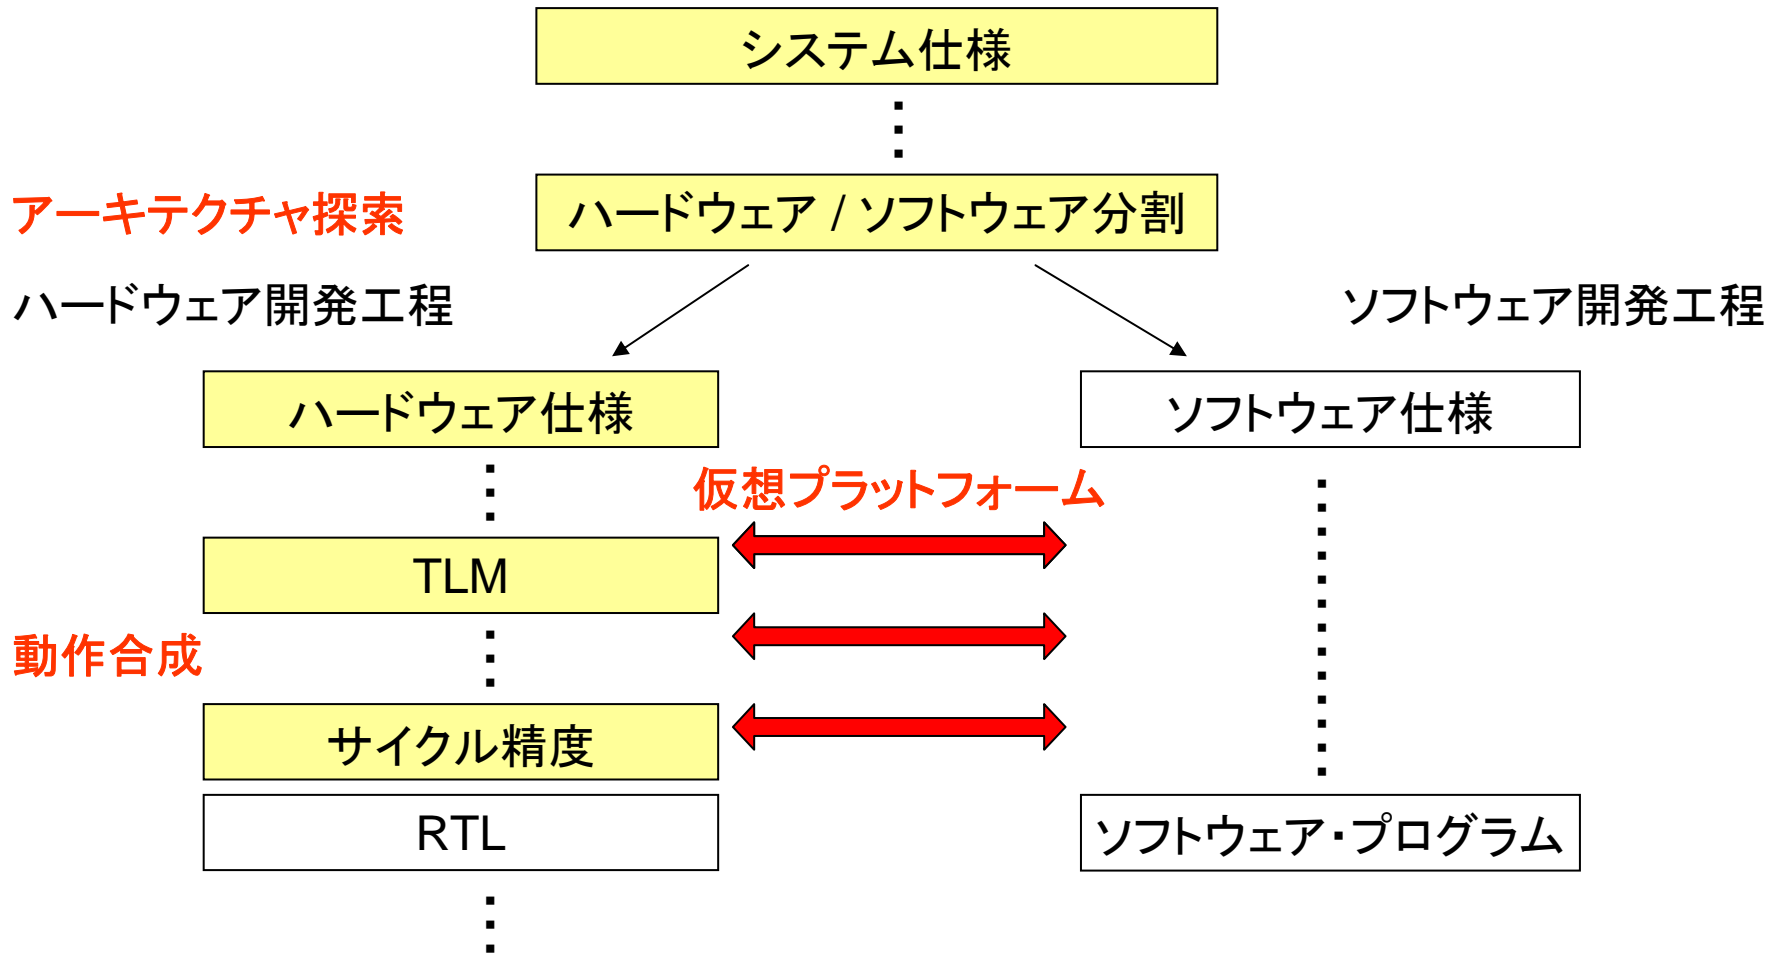 システム仕様
アーキテクチャ探索
ハードウェア / ソフトウェア分割
ハードウェア開発工程
ソフトウェア開発工程
ハードウェア仕様
ソフトウェア仕様
仮想プラットフォーム
TLM
動作合成
サイクル精度
RTL
ソフトウェア・プログラム